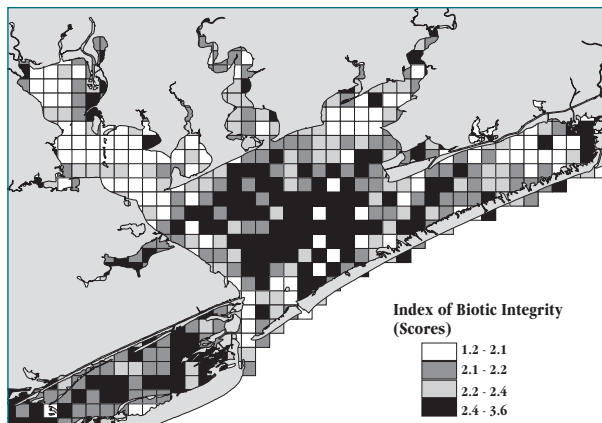 Index of Biotic Integrity
(Scores)
1.2 - 2.1
2.1 - 2.2
2.2 - 2.4
2.4 - 3.6